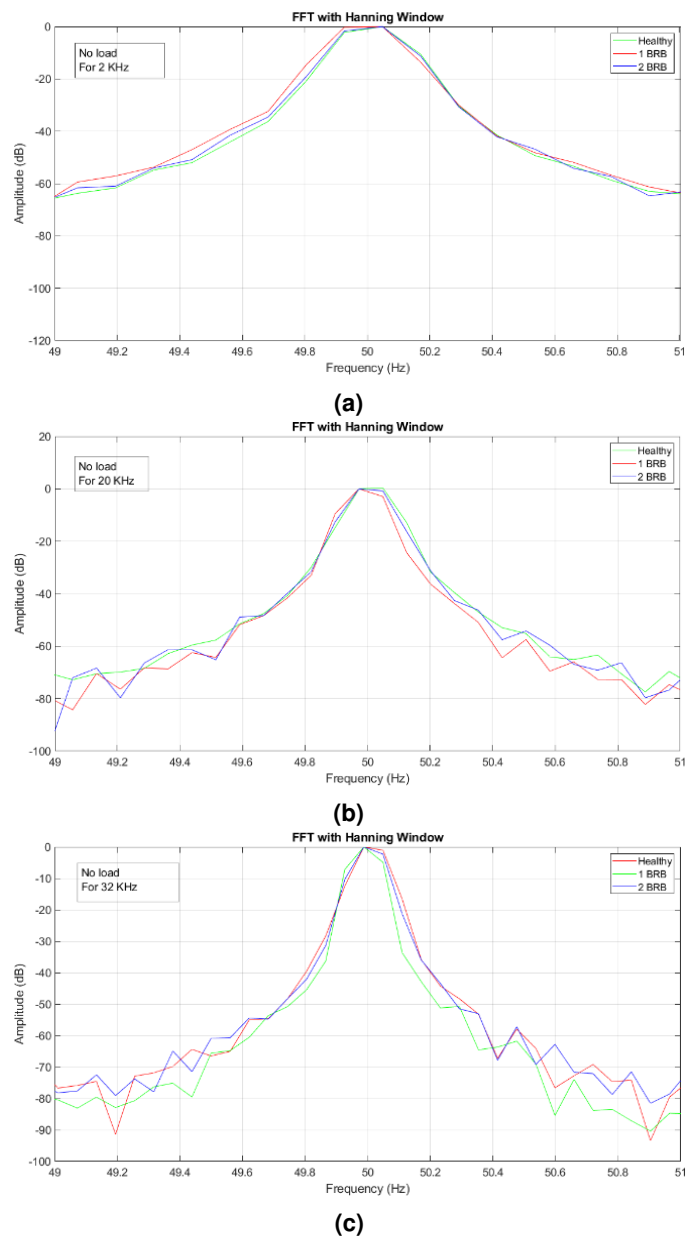 FFT with Hanning Window
0
-20
-40
-60
-80
-100
-120
Amplitude (dB)
No load
For 2 KHz
Healthy
1 BRB
2 BRB
49 49.2 49.4 49.6 49.8 50 50.2 50.4 50.6 50.8 51
Frequency (Hz)
(a)
FFT with Hanning Window
20
0
-20
-40
-60
-80
-100
Amplitude (dB)
No load
For 20 KHz
Healthy
1 BRB
2 BRB
49 49.2 49.4 49.6 49.8 50 50.2 50.4 50.6 50.8 51
Frequency (Hz)
(b)
FFT with Hanning Window
0
-10
-20
-30
-40
-50
-60
-70
-80
-90
-100
Amplitude (dB)
No load
For 32 KHz
Healthy
1 BRB
2 BRB
49 49.2 49.4 49.6 49.8 50 50.2 50.4 50.6 50.8 51
Frequency (Hz)
(c)